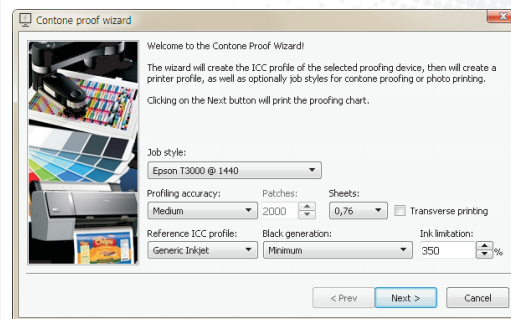 Contone proof wizard
Welcome to the Contone Proof Wizard!
The wizard will create the ICC profile of the selected proofing device, then will create a
printer profile, as well as optionally job styles for contone proofing or photo printing.
Clicking on the Next button will print the proofing chart.
Job style:
Epson T3000 @ 1440
Profiling accuracy: Patches: Sheets:
Medium 2000 0,76 Transverse printing
Reference ICC profile: Black generation: Ink limitation:
Generic Inkjet Minimum 350 %
< Prev Next > Cancel